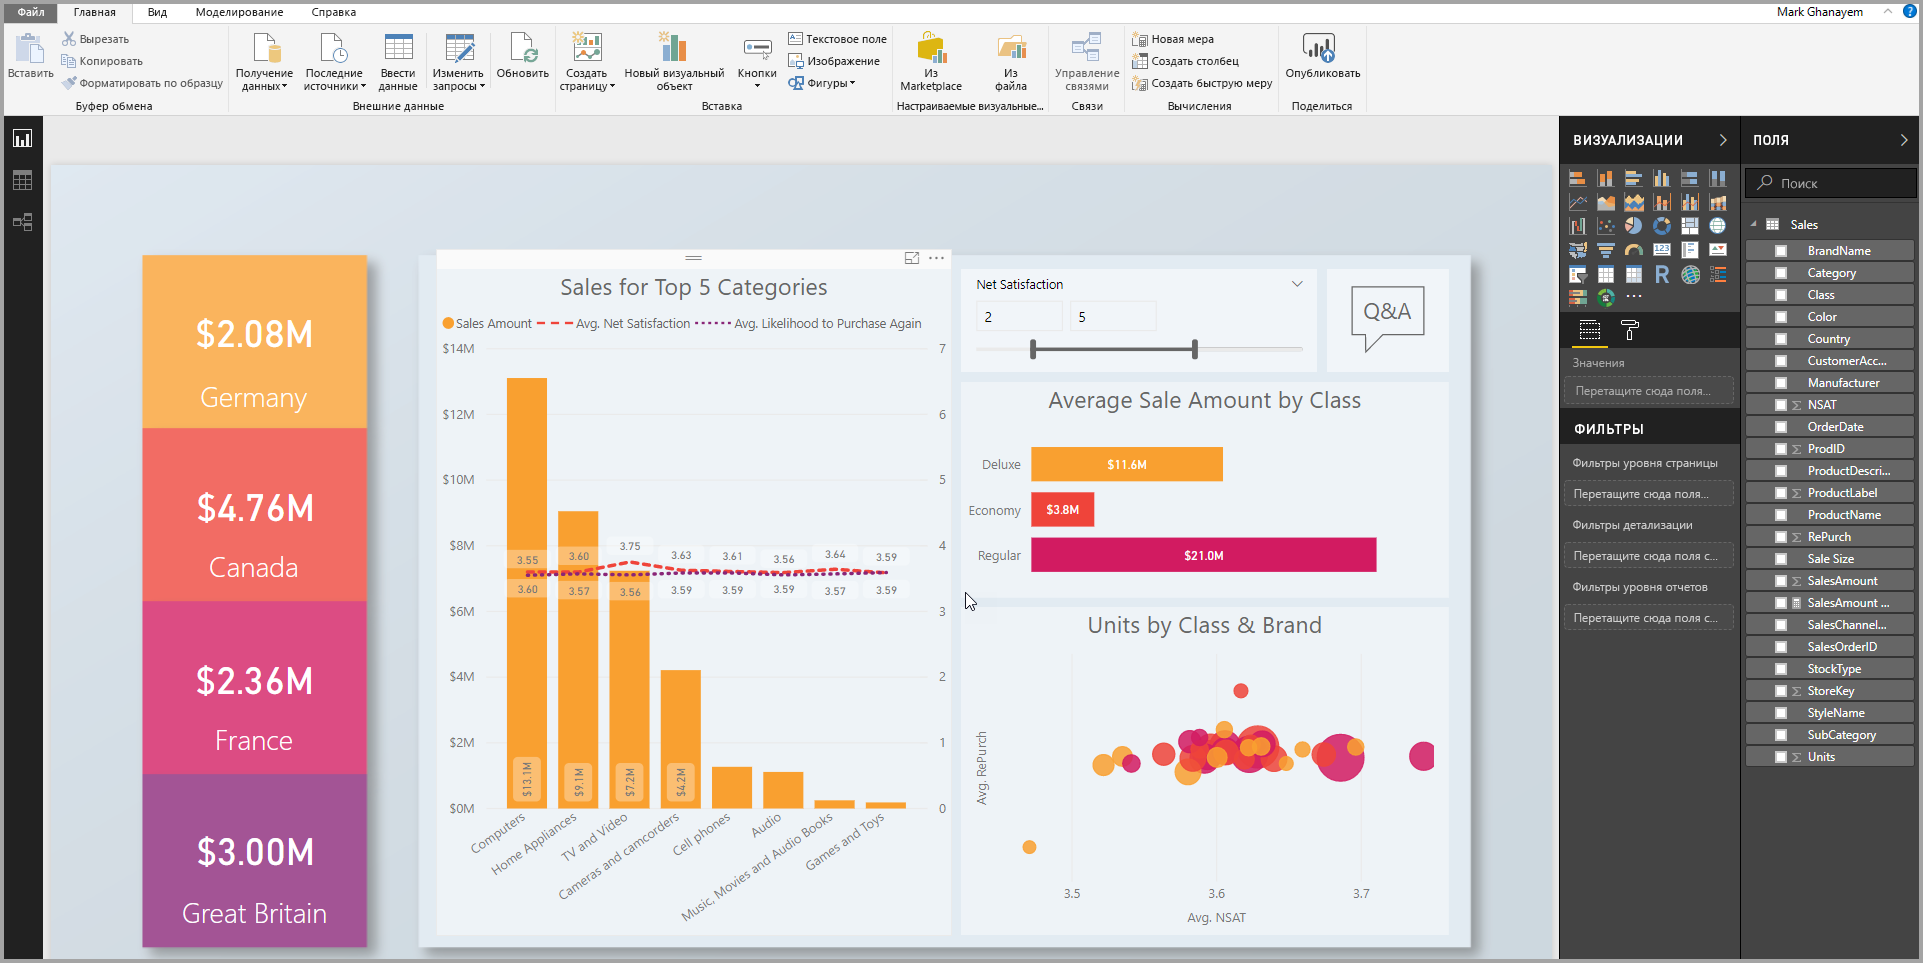 Файл
Главная
Вид
Моделирование
Справка
Mark Ghanayem
?
Вставить
Вырезать
Копировать
Форматировать по образцу
Буфер обмена
Получение данных
Последние источники
Ввести данные
Изменить запросы
Внешние данные
Обновить
Создать страницу
Новый визуальный объект
Кнопки
Текстовое поле
Изображение
Фигуры
Вставка
Из Marketplace
Из файла
Настраиваемые визуальные...
Управление связями
Связи
Новая мера
Создать столбец
Создать быструю меру
Вычисления
Опубликовать
Поделиться
$2.08M
Germany
$4.76M
Canada
$2.36M
France
$3.00M
Great Britain
Sales for Top 5 Categories
Sales Amount
Avg. Net Satisfaction
Avg. Likelihood to Purchase Again
$14M
$12M
$10M
$8M
$6M
$4M
$2M
$0M
7
6
5
4
3
2
1
0
3.55
3.60
3.75
3.63
3.61
3.56
3.64
3.59
3.60
3.57
3.56
3.59
3.59
3.59
3.57
3.59
$13.1M
$9.1M
$7.2M
$4.2M
Computers
Home Appliances
TV and Video
Cameras and camcorders
Cell phones
Audio
Music, Movies and Audio Books
Games and Toys
Net Satisfaction
2
5
Q&A
Average Sale Amount by Class
Deluxe
$11.6M
Economy
$3.8M
Regular
$21.0M
Units by Class & Brand
Avg. RePurch
3.5
3.6
3.7
Avg. NSAT
ВИЗУАЛИЗАЦИИ
123
R
Значения
Перетащите сюда поля...
ФИЛЬТРЫ
Фильтры уровня страницы
Перетащите сюда поля...
Фильтры детализации
Перетащите сюда поля с...
Фильтры уровня отчетов
Перетащите сюда поля с...
ПОЛЯ
Поиск
Sales
BrandName
Category
Class
Color
Country
CustomerAcc...
Manufacturer
Σ NSAT
OrderDate
Σ ProdID
ProductDescri...
Σ ProductLabel
ProductName
Σ RePurch
Sale Size
Σ SalesAmount
SalesAmount ...
SalesChannel...
SalesOrderID
StockType
Σ StoreKey
StyleName
SubCategory
Σ Units